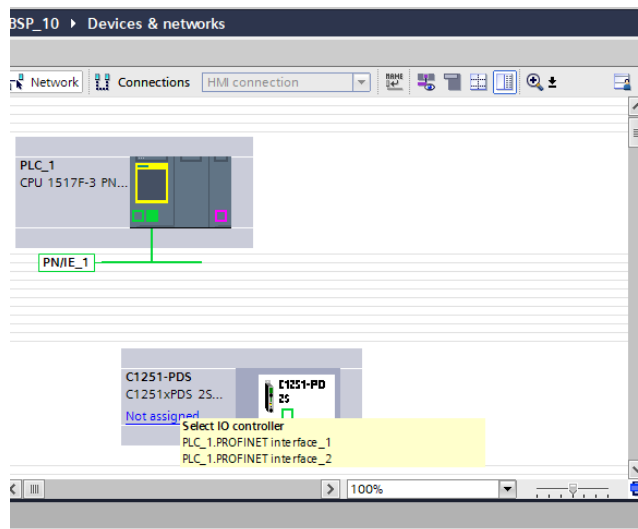 BSP_10 ▸ Devices & networks
Network Connections HMI connection
PLC_1
CPU 1517F-3 PN...
PN/IE_1
C1251-PDS
C1251xPDS 2S...
Not assigned
C1251-PD
2S
Select IO controller
PLC_1.PROFINET interface_1
PLC_1.PROFINET interface_2
100%